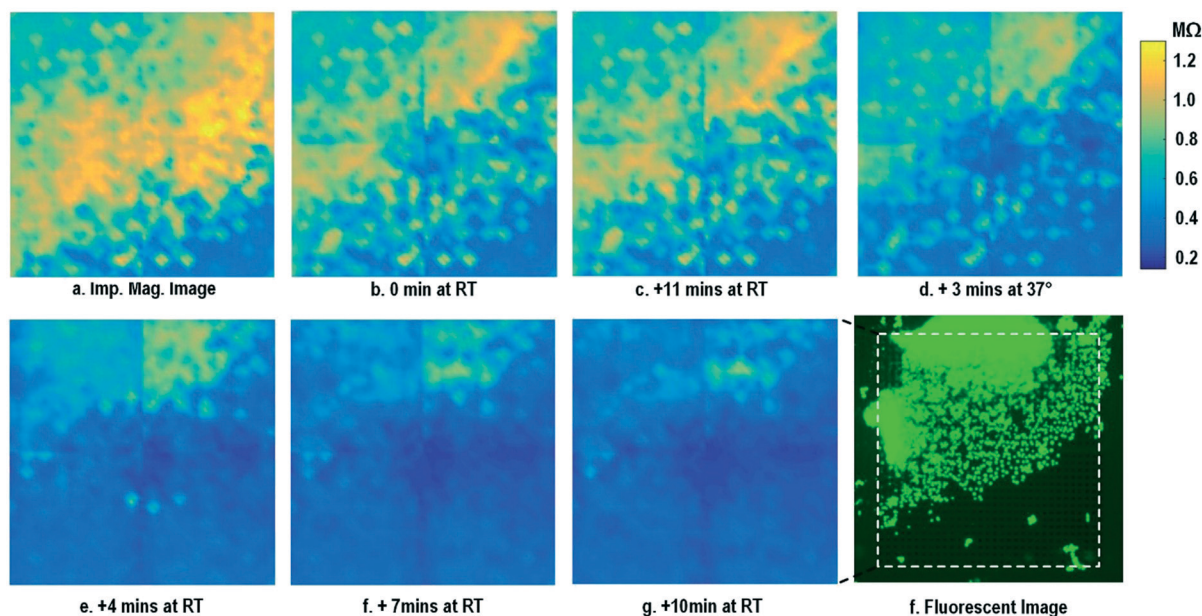 MΩ
1.2
1.0
0.8
0.6
0.4
0.2
a. Imp. Mag. Image
b. 0 min at RT
c. +11 mins at RT
d. + 3 mins at 37°
e. +4 mins at RT
f. + 7mins at RT
g. +10min at RT
f. Fluorescent Image